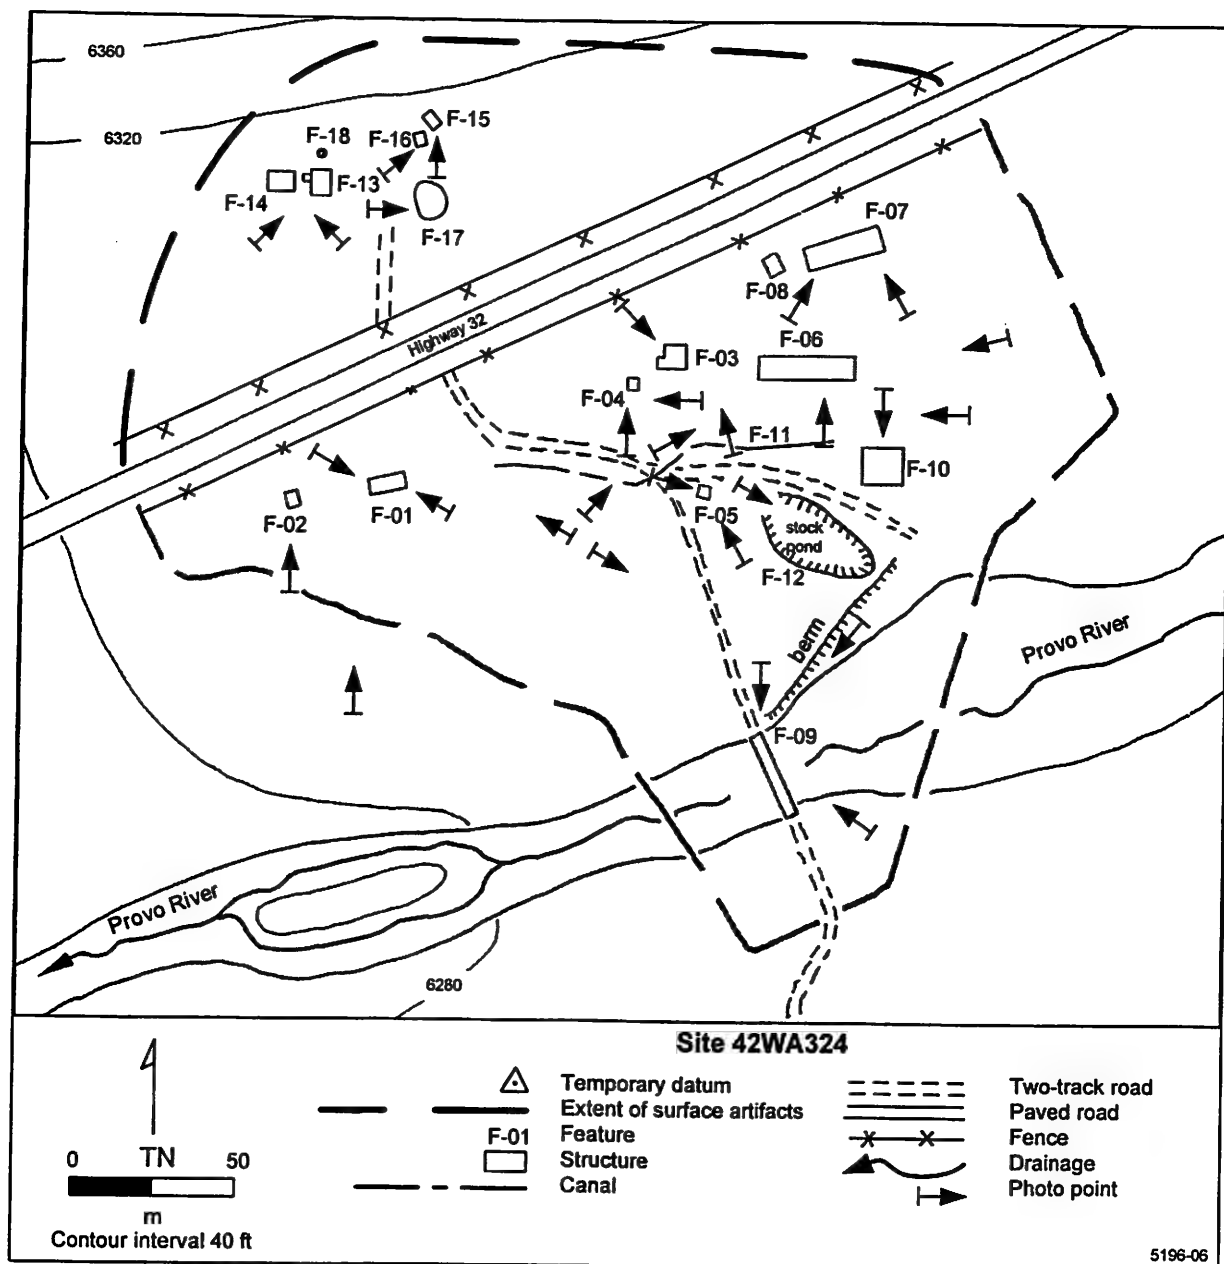 6360
6320
F-15
F-16
F-18
F-13
F-14
F-17
F-07
F-08
Highway 32
F-06
F-03
F-04
F-11
F-10
F-01
F-02
F-05
stock
pond
F-12
berm
Provo River
F-09
Provo River
6280
Site 42WA324
Temporary datum
Extent of surface artifacts
F-01 Feature
Structure
Canal
Two-track road
Paved road
Fence
Drainage
Photo point
TN
0 50
m
Contour interval 40 ft
5196-06